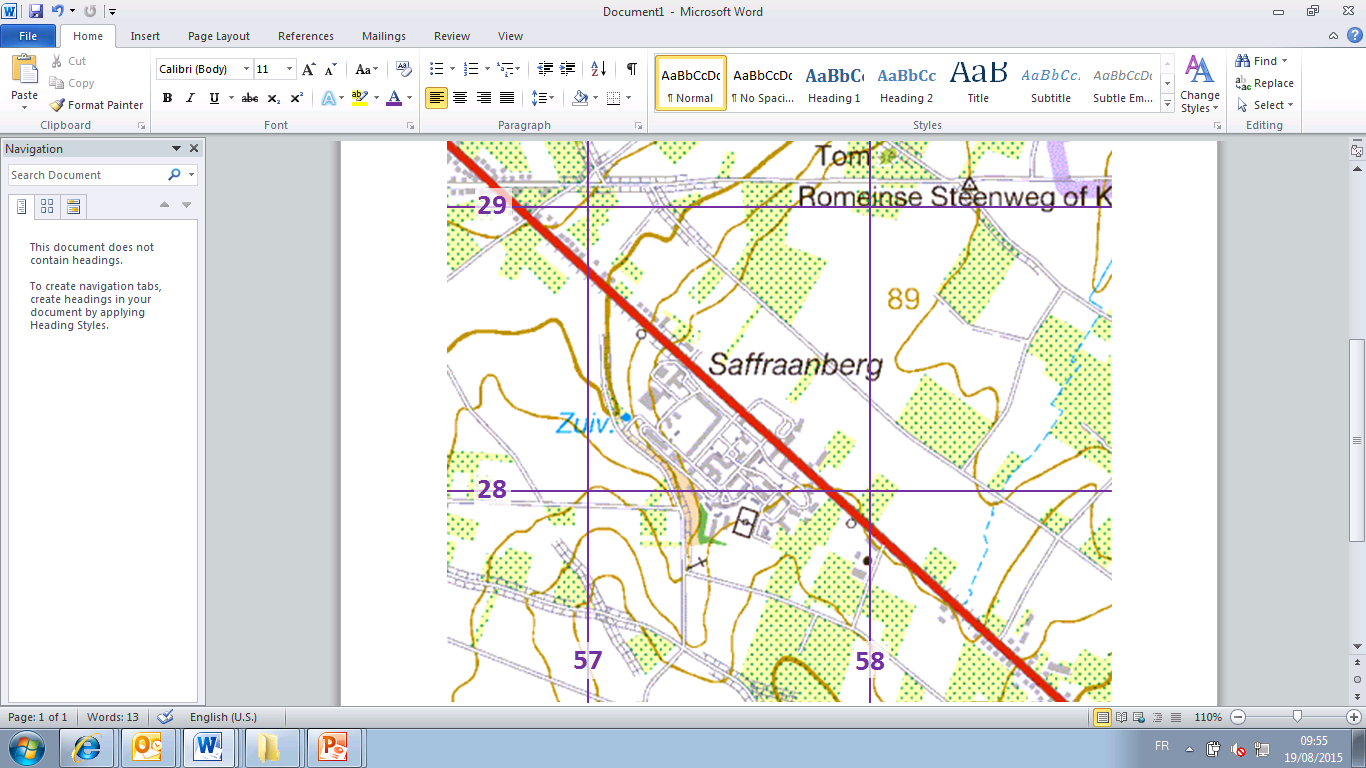 Document1 - Microsoft Word
File Home Insert Page Layout References Mailings Review View
Paste
Cut
Copy
Format Painter
Clipboard
Calibri (Body) 11
Font
Paragraph
AaBbCcDc AaBbCcDc AaBbCc AaBbCc AaB AaBbCc. AaBbCcDc
¶ Normal ¶ No Spaci... Heading 1 Heading 2 Title Subtitle Subtle Em...
Change
Styles
Styles
Find
Replace
Select
Editing
Navigation
Search Document
This document does not
contain headings.
To create navigation tabs,
create headings in your
document by applying
Heading Styles.
Tom
Romeinse Steenweg of K
29
89
Saffraanberg
Zuiv.
28
57
58
Page: 1 of 1 Words: 13 English (U.S.) 110%
FR
09:55
19/08/2015